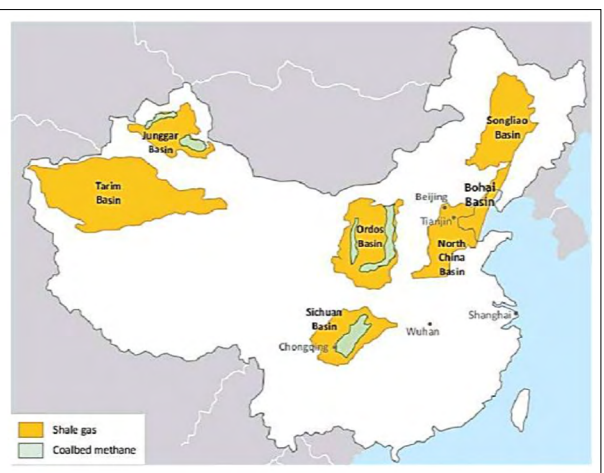 Junggar
Basin
Tarim
Basin
Songliao
Basin
Bohai
Basin
Beijing
Tianjin
North
China
Basin
Ordos
Basin
Sichuan
Basin
Chongqing
Wuhan
Shanghai
Shale gas
Coalbed methane